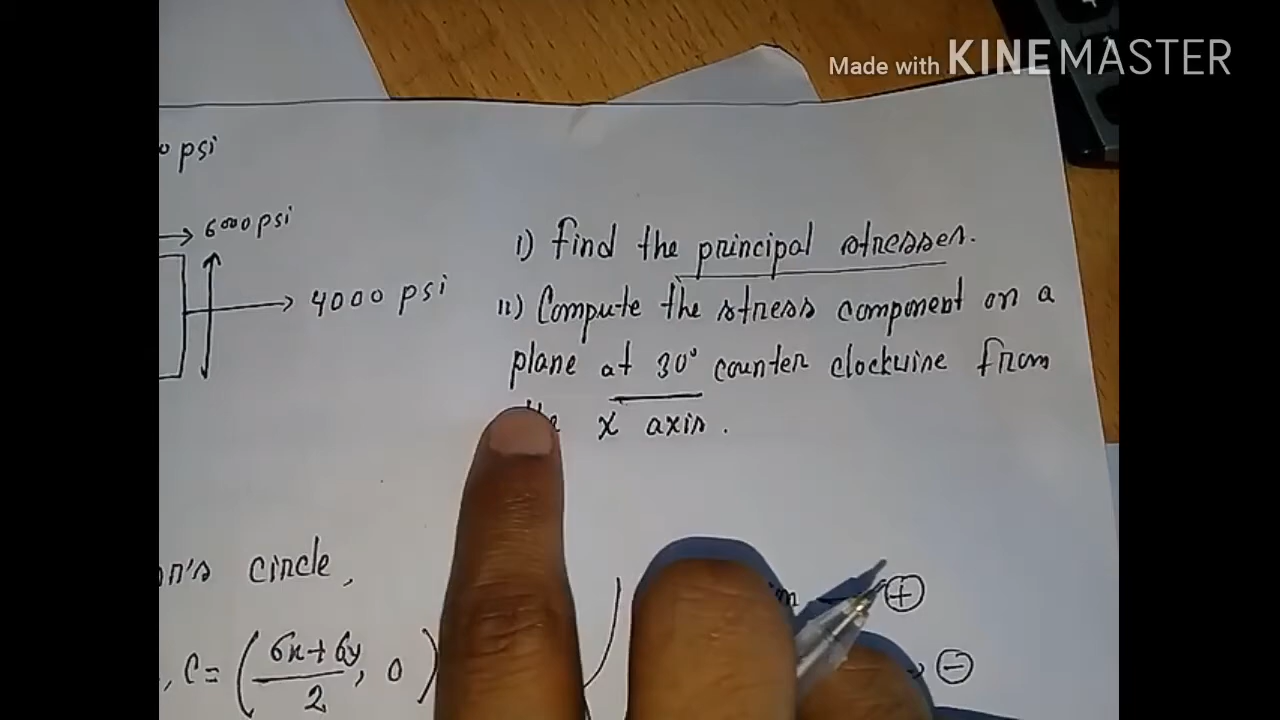 Made with KINEMASTER
psi
6000 psi
4000 psi
i) Find the principal stresses.
ii) Compute the stress component on a
plane at 30° counter clockwise from
the x axis.
circle,
C = (σx + σy / 2, 0)
+
-